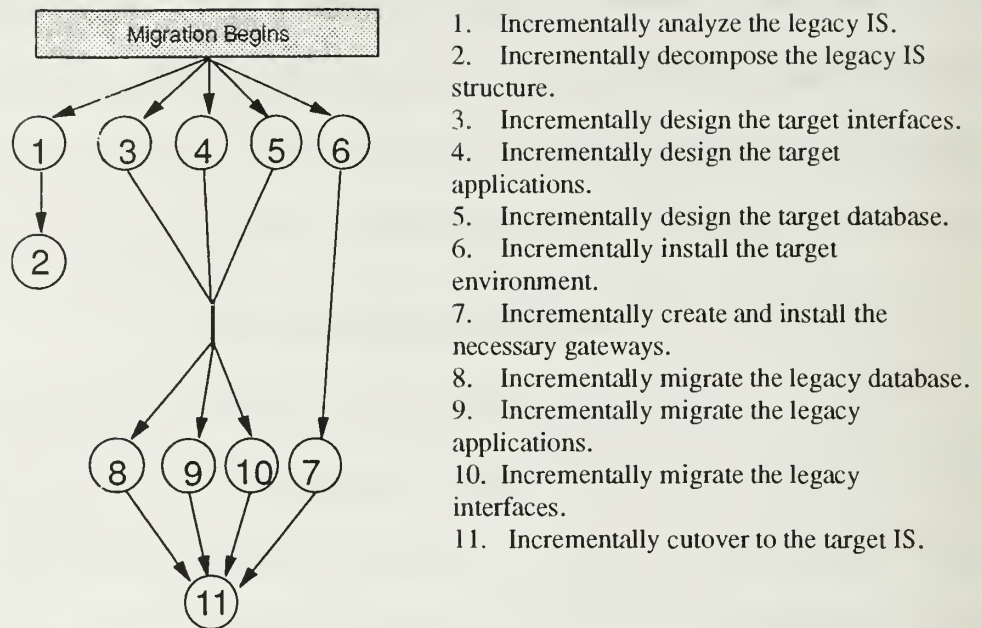 Migration Begins
1
3
4
5
6
2
8
9
10
7
11
1. Incrementally analyze the legacy IS.
2. Incrementally decompose the legacy IS
structure.
3. Incrementally design the target interfaces.
4. Incrementally design the target
applications.
5. Incrementally design the target database.
6. Incrementally install the target
environment.
7. Incrementally create and install the
necessary gateways.
8. Incrementally migrate the legacy database.
9. Incrementally migrate the legacy
applications.
10. Incrementally migrate the legacy
interfaces.
11. Incrementally cutover to the target IS.